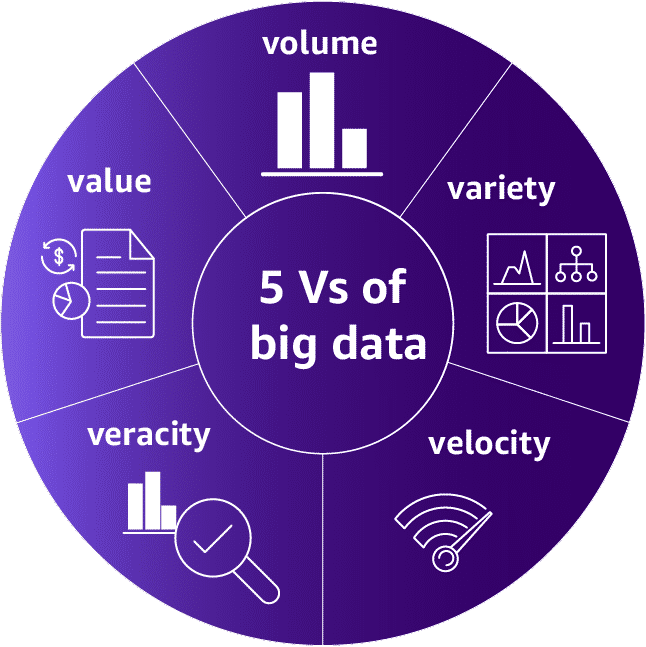 volume
variety
velocity
veracity
value
$
5 Vs of
big data